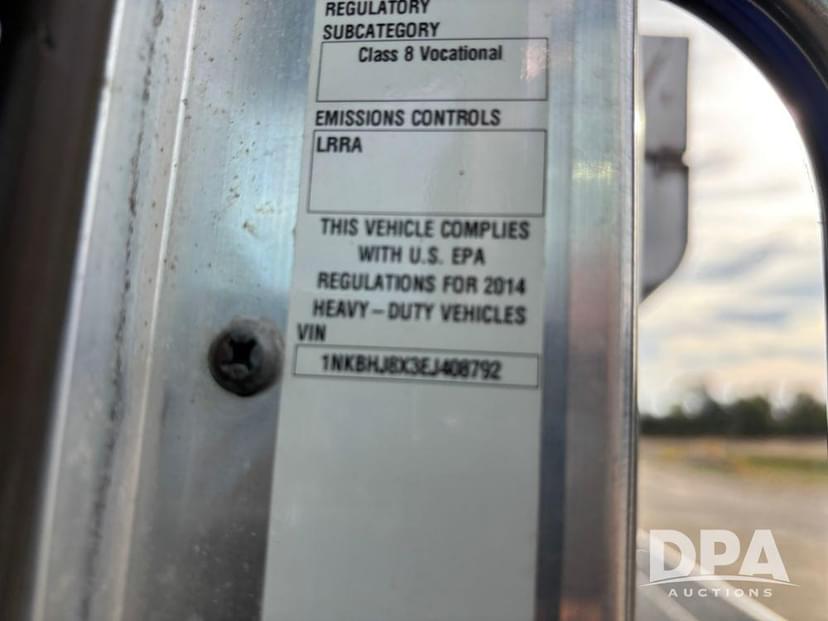 REGULATORY
SUBCATEGORY
Class 8 Vocational
EMISSIONS CONTROLS
LRRA
THIS VEHICLE COMPLIES
WITH U.S. EPA
REGULATIONS FOR 2014
HEAVY-DUTY VEHICLES
VIN
1NKBHJ8X3EJ408792
DPA
AUCTIONS